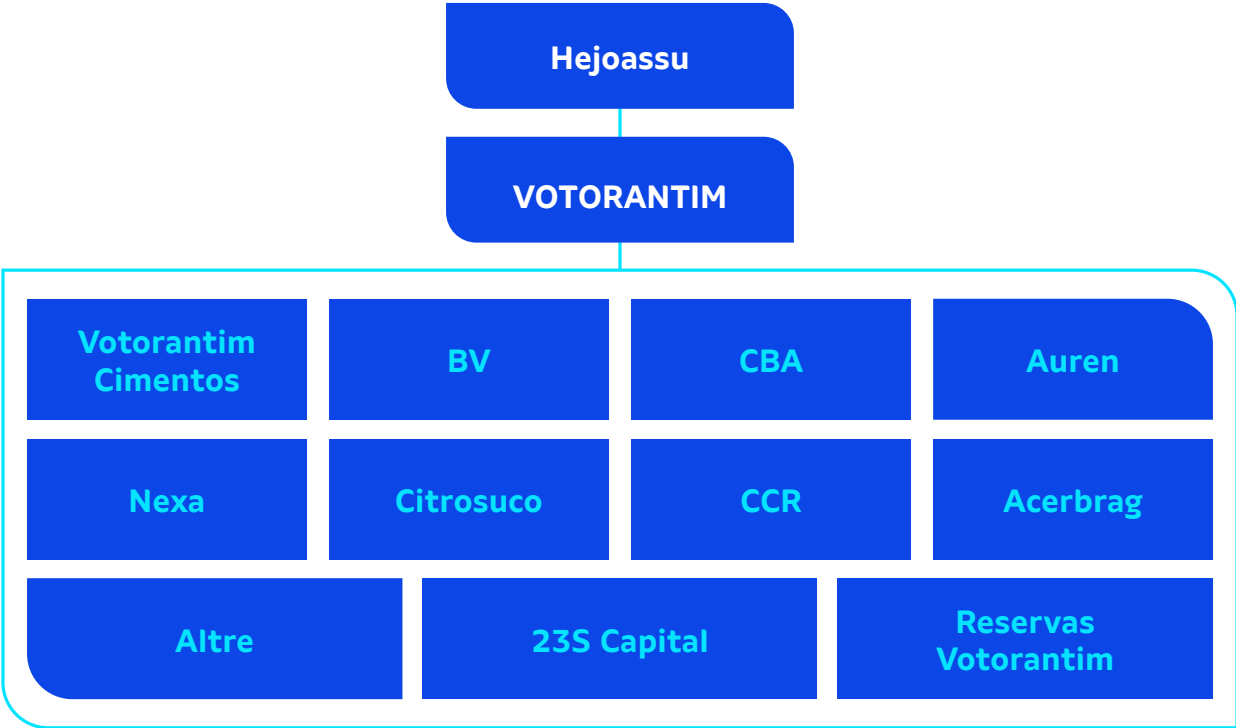 Hejoassu
VOTORANTIM
Votorantim
Cimentos
BV
CBA
Auren
Nexa
Citrosuco
CCR
Acerbrag
Altre
23S Capital
Reservas
Votorantim